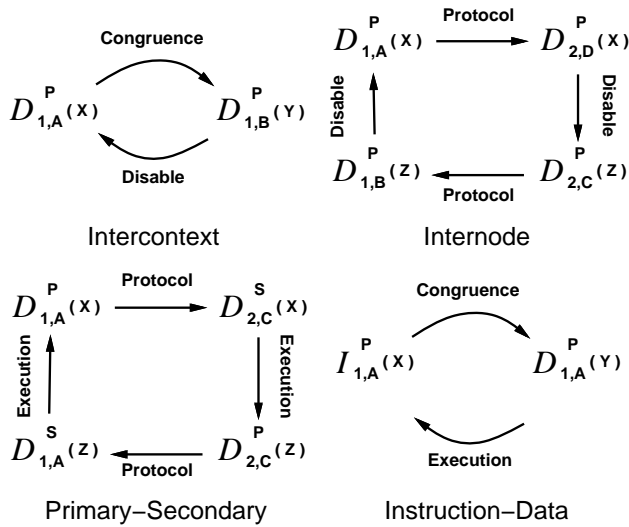 Congruence
D P 1,A (X) D P 1,B (Y)
Disable
Intercontext
Protocol
D P 1,A (X) D P 2,D (X)
Disable Disable
D P 1,B (Z) D P 2,C (Z)
Protocol
Internode
Protocol
D P 1,A (X) D S 2,C (X)
Execution Execution
D S 1,A (Z) D P 2,C (Z)
Protocol
Primary−Secondary
Congruence
I P 1,A (X) D P 1,A (Y)
Execution
Instruction−Data